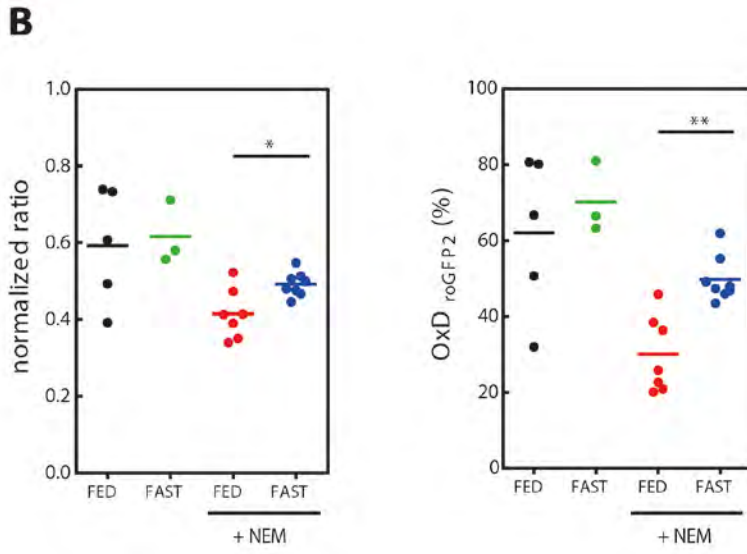 B
normalized ratio
1.0
0.8
0.6
0.4
0.2
0.0
*
FED FAST FED FAST
+ NEM
OxD roGFP2 (%)
100
80
60
40
20
0
**
FED FAST FED FAST
+ NEM